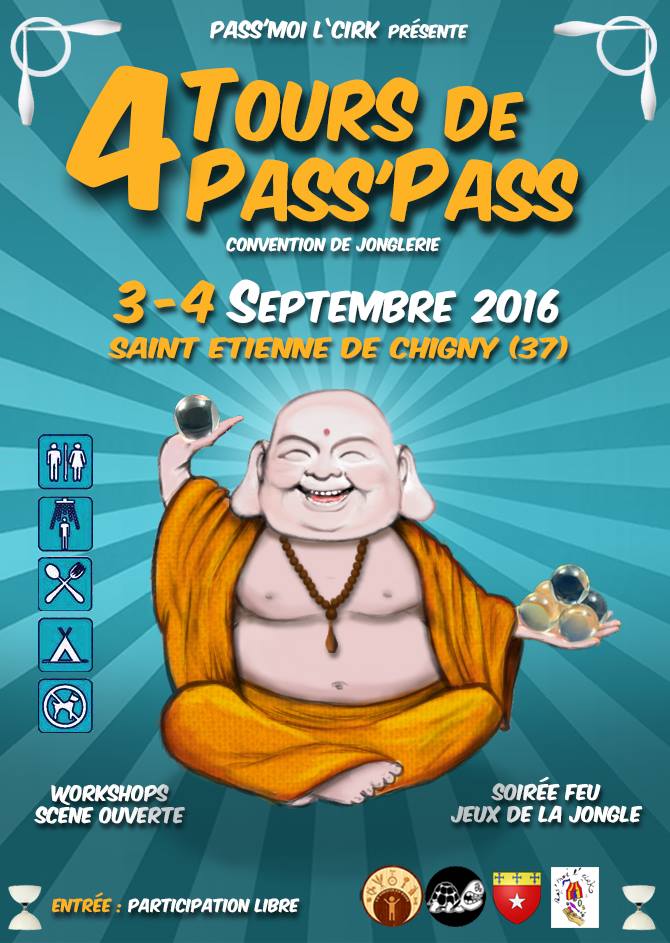 PASS'MOI L'CIRK PRÉSENTE
4 TOURS DE
PASS'PASS
CONVENTION DE JONGLERIE
3-4 SEPTEMBRE 2016
SAINT ETIENNE DE CHIGNY (37)
WORKSHOPS
SCÈNE OUVERTE
SOIRÉE FEU
JEUX DE LA JONGLE
ENTRÉE : PARTICIPATION LIBRE